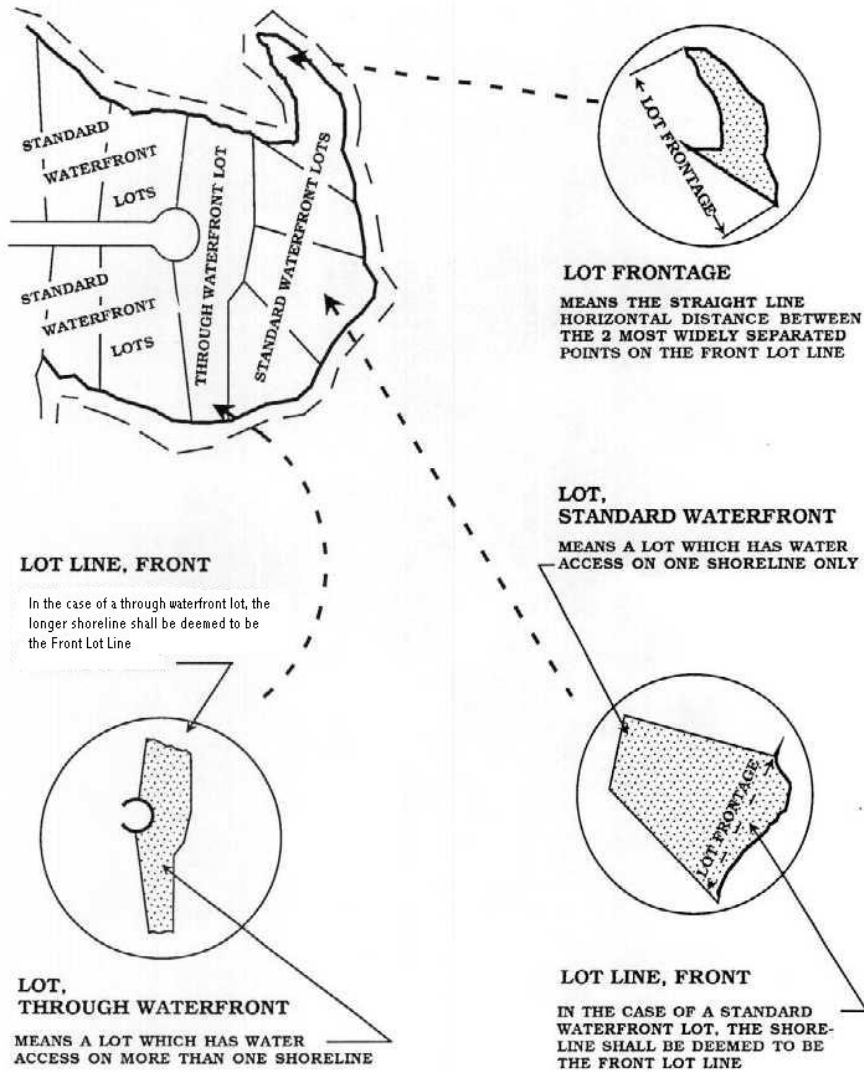 STANDARD
WATERFRONT
LOTS
STANDARD
WATERFRONT
LOTS
THROUGH WATERFRONT LOT
STANDARD WATERFRONT LOTS
LOT FRONTAGE
LOT FRONTAGE
MEANS THE STRAIGHT LINE
HORIZONTAL DISTANCE BETWEEN
THE 2 MOST WIDELY SEPARATED
POINTS ON THE FRONT LOT LINE
LOT,
STANDARD WATERFRONT
MEANS A LOT WHICH HAS WATER
ACCESS ON ONE SHORELINE ONLY
LOT LINE, FRONT
In the case of a through waterfront lot, the
longer shoreline shall be deemed to be
the Front Lot Line
LOT FRONTAGE
LOT,
THROUGH WATERFRONT
MEANS A LOT WHICH HAS WATER
ACCESS ON MORE THAN ONE SHORELINE
LOT LINE, FRONT
IN THE CASE OF A STANDARD
WATERFRONT LOT, THE SHORE-
LINE SHALL BE DEEMED TO BE
THE FRONT LOT LINE